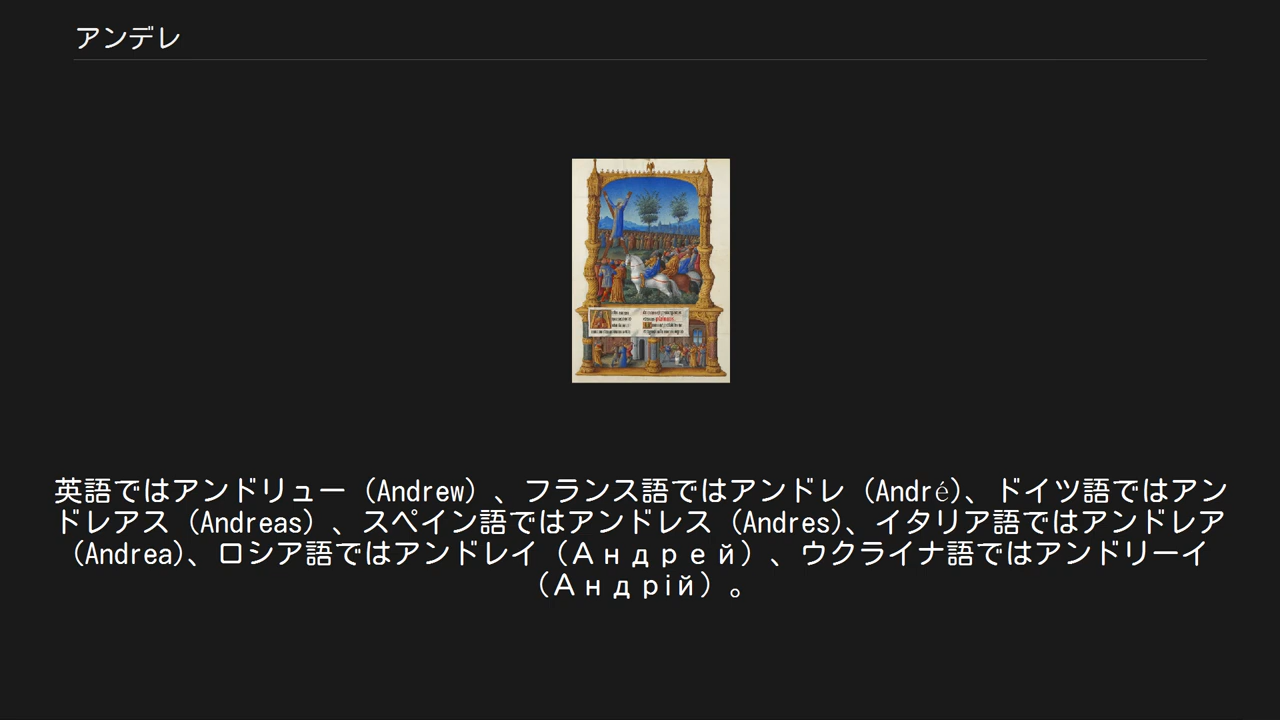 アンデレ
英語ではアンドリュー（Andrew）、フランス語ではアンドレ（André）、ドイツ語ではアン
ドレアス（Andreas）、スペイン語ではアンドレス（Andres）、イタリア語ではアンドレア
（Andrea）、ロシア語ではアンドレイ（Андрей）、ウクライナ語ではアンドリーイ
（Андрій）。